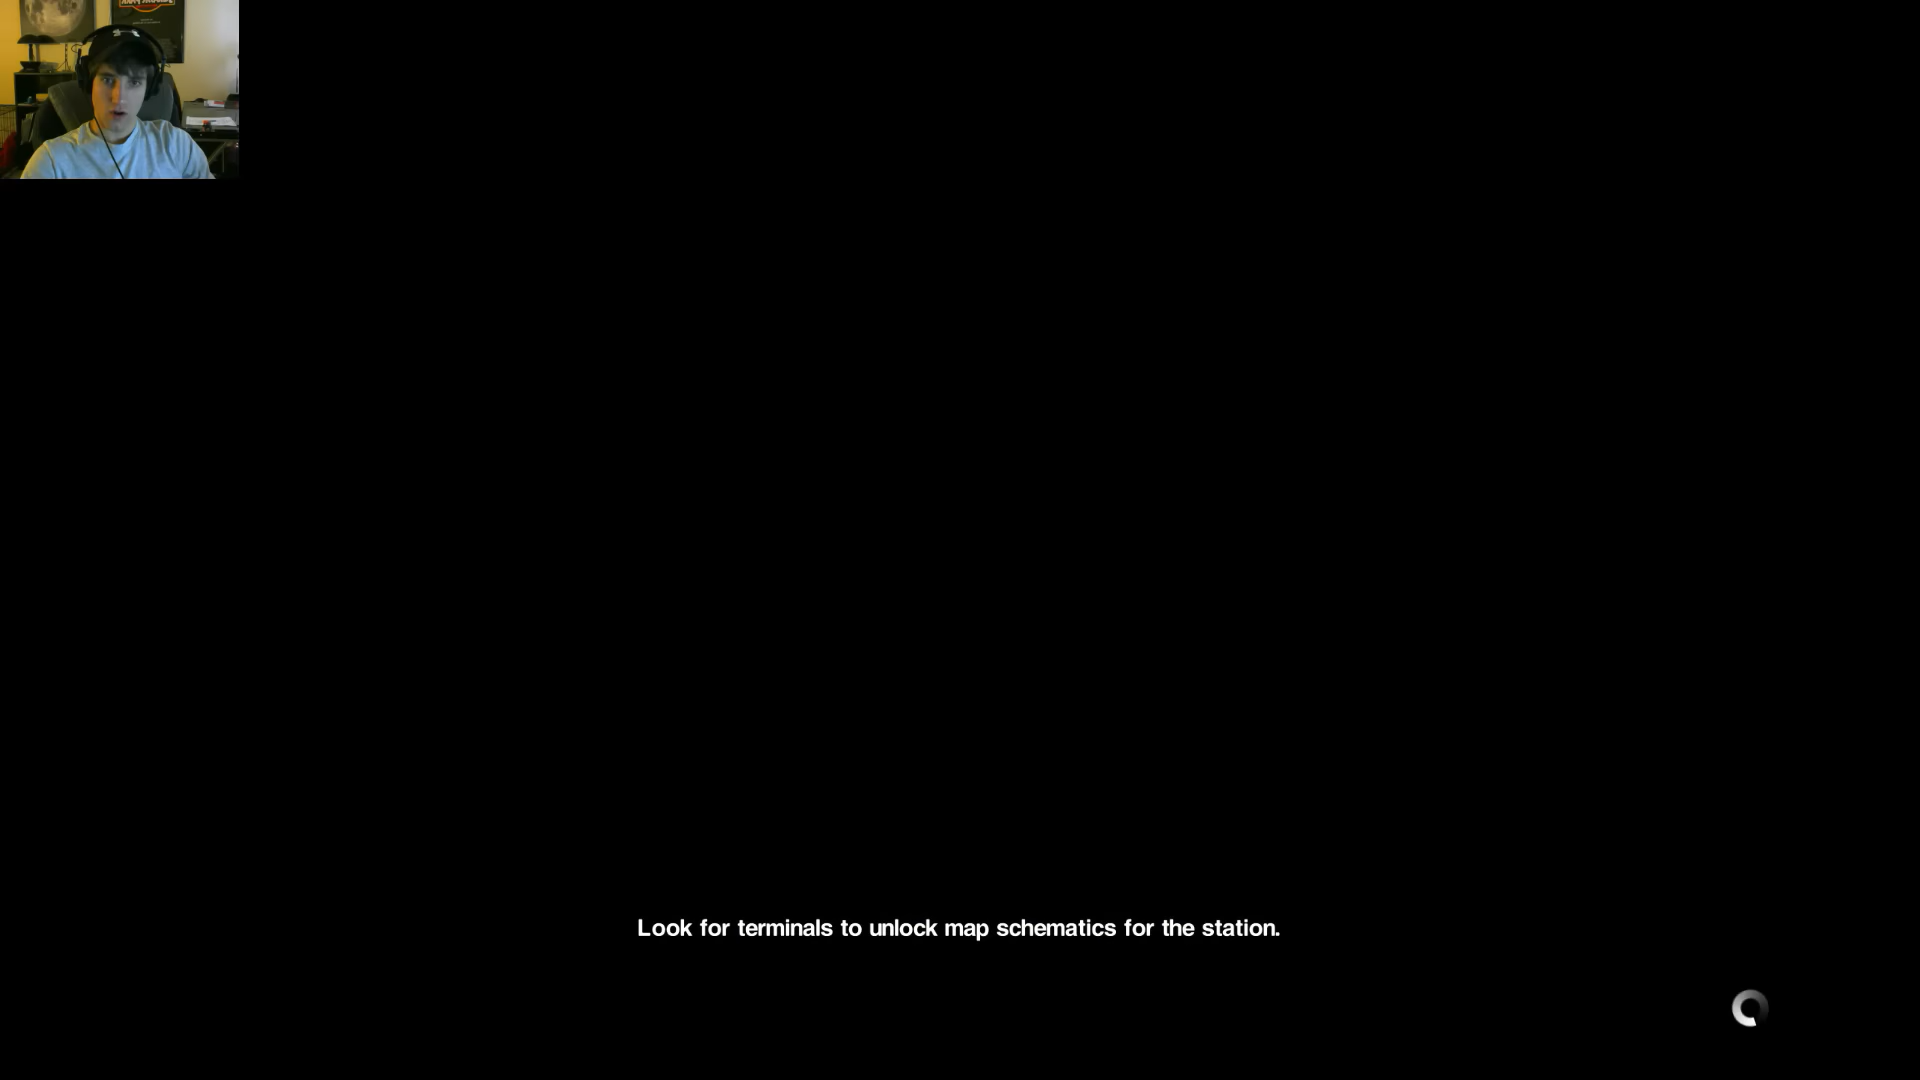 Look for terminals to unlock map schematics for the station.